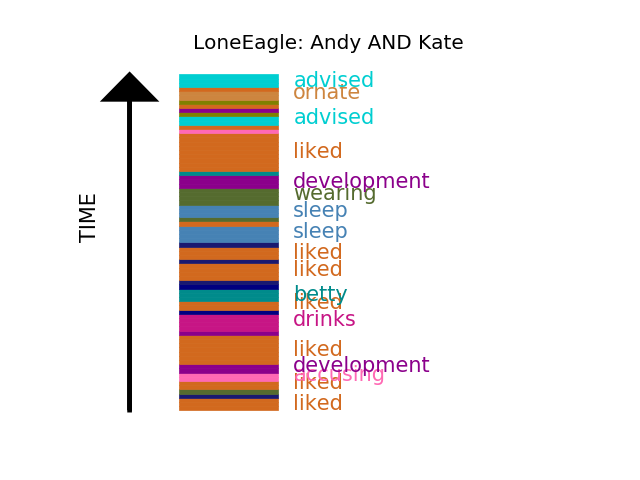 LoneEagle: Andy AND Kate
advised
ornate
advised
liked
development
wearing
sleep
sleep
liked
liked
betty
liked
drinks
liked
development
accusing
liked
liked
TIME